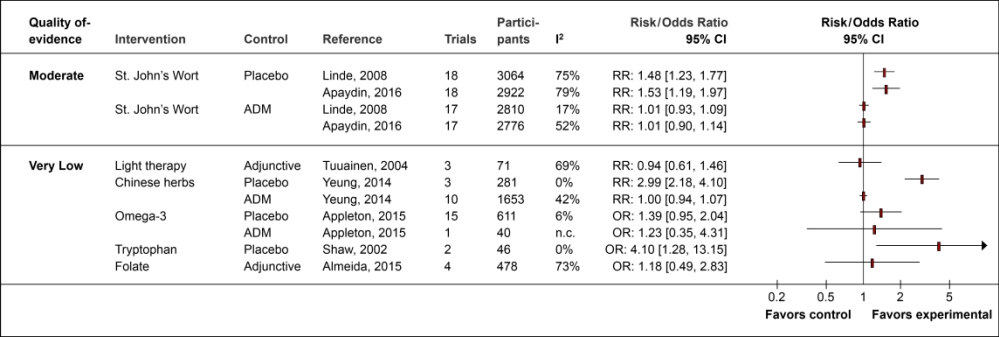 Quality of- Partici- Risk/Odds Ratio Risk/Odds Ratio
evidence Intervention Control Reference Trials pants I² 95% CI 95% CI
Moderate St. John's Wort Placebo Linde, 2008 18 3064 75% RR: 1.48 [1.23, 1.77]
Apaydin, 2016 18 2922 79% RR: 1.53 [1.19, 1.97]
St. John's Wort ADM Linde, 2008 17 2810 17% RR: 1.01 [0.93, 1.09]
Apaydin, 2016 17 2776 52% RR: 1.01 [0.90, 1.14]
Very Low Light therapy Adjunctive Tuuainen, 2004 3 71 69% RR: 0.94 [0.61, 1.46]
Chinese herbs Placebo Yeung, 2014 3 281 0% RR: 2.99 [2.18, 4.10]
ADM Yeung, 2014 10 1653 42% RR: 1.00 [0.94, 1.07]
Omega-3 Placebo Appleton, 2015 15 611 6% OR: 1.39 [0.95, 2.04]
ADM Appleton, 2015 1 40 n.c. OR: 1.23 [0.35, 4.31]
Tryptophan Placebo Shaw, 2002 2 46 0% OR: 4.10 [1.28, 13.15]
Folate Adjunctive Almeida, 2015 4 478 73% OR: 1.18 [0.49, 2.83]
0.2 0.5 1 2 5
Favors control Favors experimental